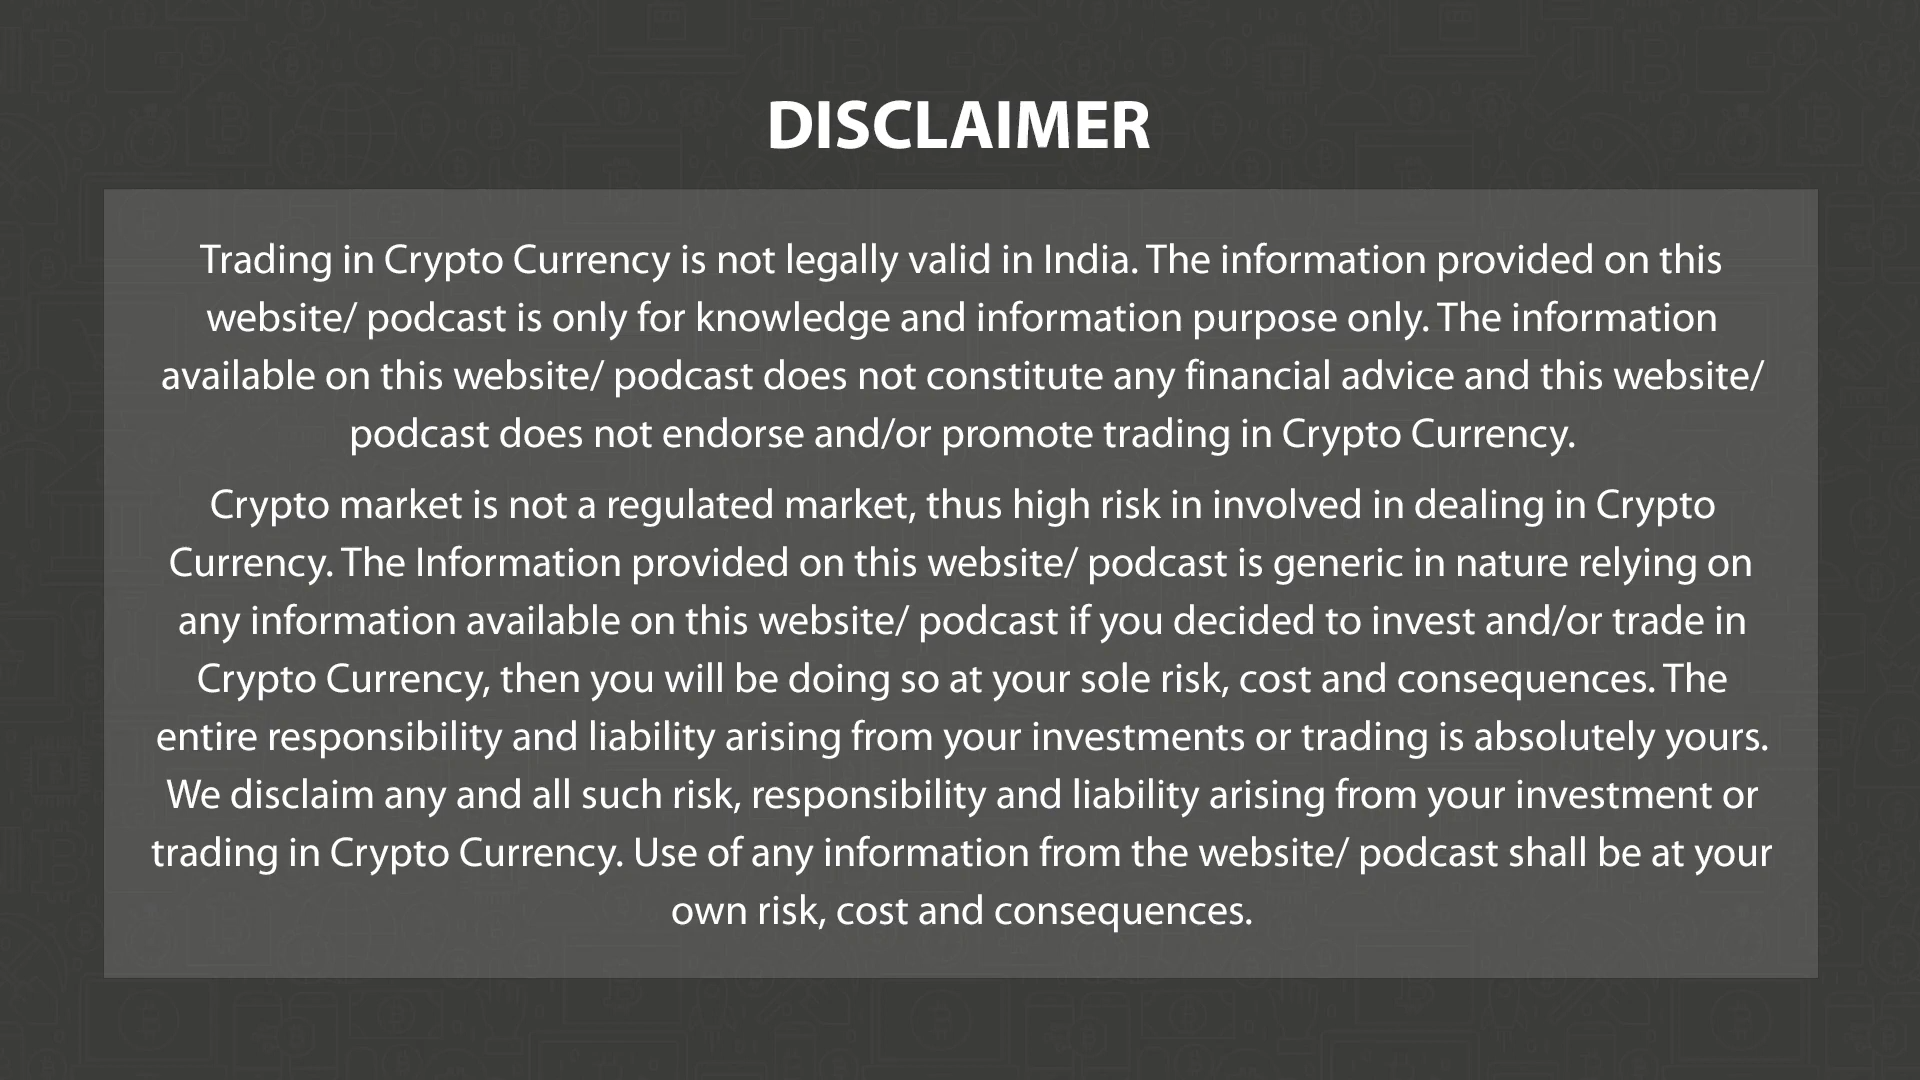 DISCLAIMER
Trading in Crypto Currency is not legally valid in India. The information provided on this
website/ podcast is only for knowledge and information purpose only. The information
available on this website/ podcast does not constitute any financial advice and this website/
podcast does not endorse and/or promote trading in Crypto Currency.
Crypto market is not a regulated market, thus high risk in involved in dealing in Crypto
Currency. The Information provided on this website/ podcast is generic in nature relying on
any information available on this website/ podcast if you decided to invest and/or trade in
Crypto Currency, then you will be doing so at your sole risk, cost and consequences. The
entire responsibility and liability arising from your investments or trading is absolutely yours.
We disclaim any and all such risk, responsibility and liability arising from your investment or
trading in Crypto Currency. Use of any information from the website/ podcast shall be at your
own risk, cost and consequences.